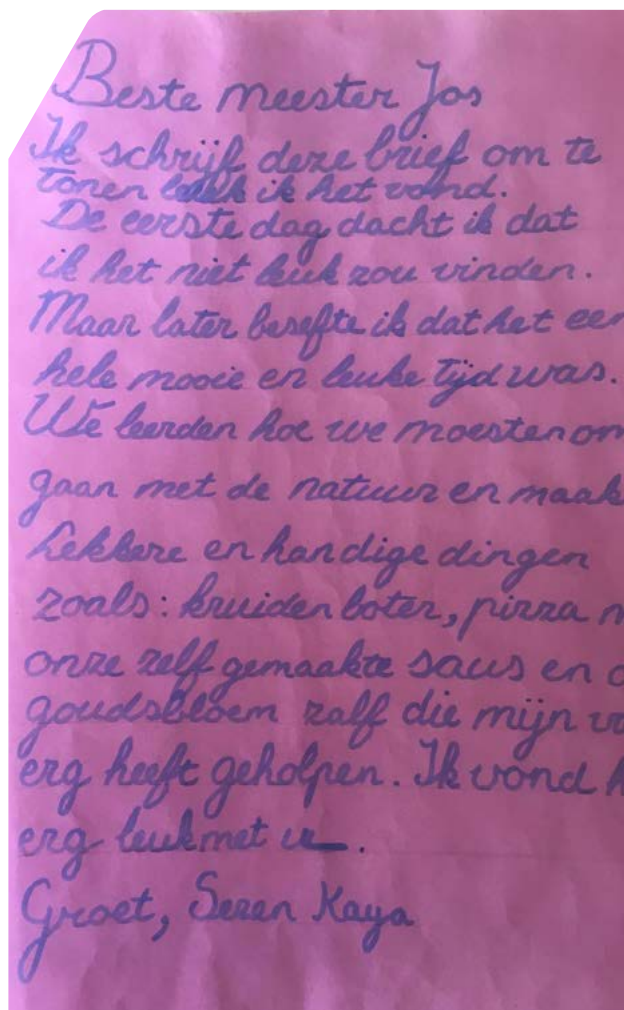 Beste meester Jos
Ik schrijf deze brief om te
tonen leuk ik het vond.
De eerste dag dacht ik dat
ik het niet leuk zou vinden.
Maar later besefte ik dat het een
hele mooie en leuke tijd was.
We leerden hoe we moesten om
gaan met de natuur en maak
Lekkere en handige dingen
zoals: kruiden boter, pizza
onze zelf gemaakte saus en
goudsbloem zalf die mijn
erg heeft geholpen. Ik vond
erg leuk met u.
Groet, Seren Kaya